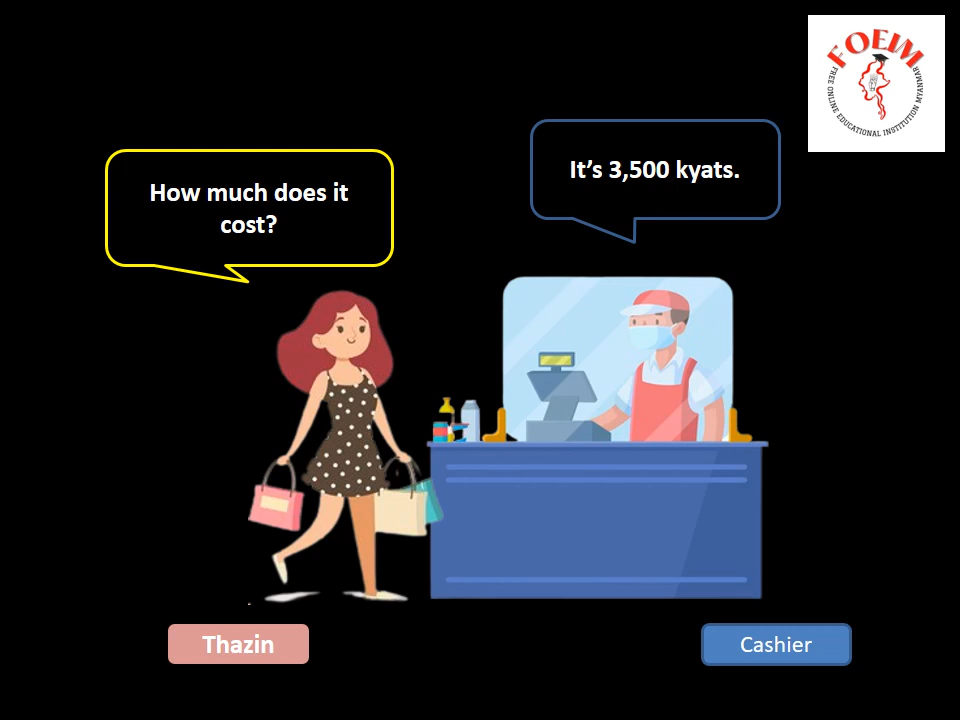 FOEIM
FREE ONLINE EDUCATIONAL INSTITUTION MYANMAR
It’s 3,500 kyats.
How much does it
cost?
Thazin
Cashier